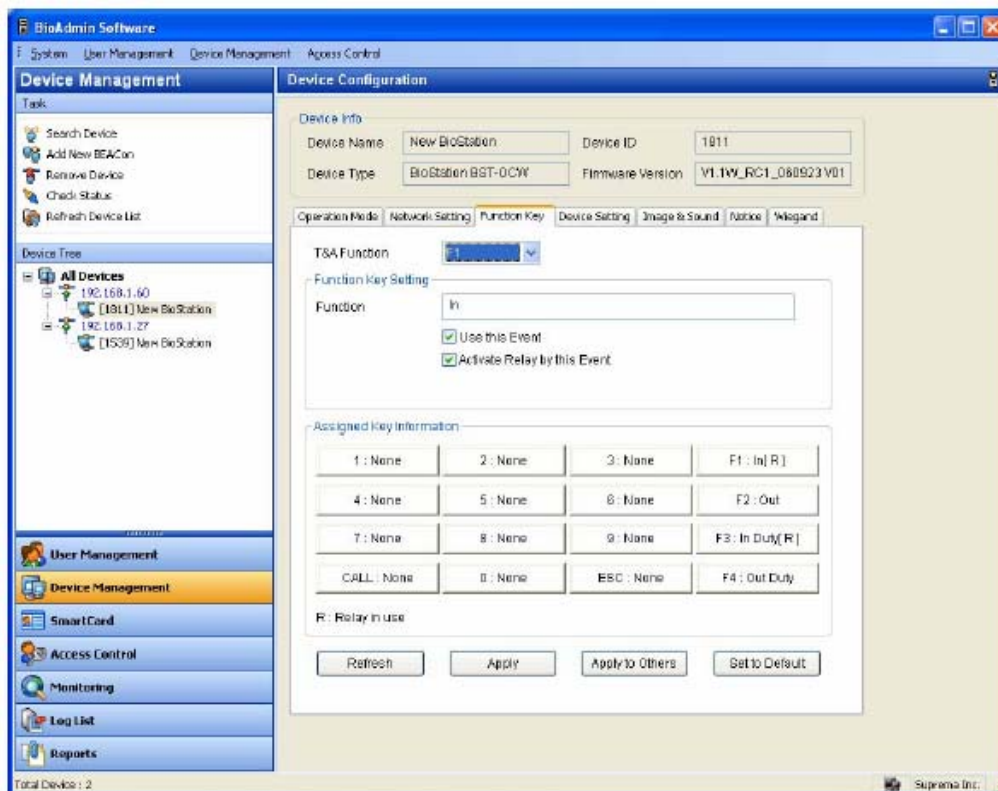 BioAdmin Software
System User Management Device Management Access Control
Device Management
Task
Search Device
Add New BEACon
Remove Device
Check Status
Refresh Device List
Device Tree
All Devices
192.168.1.60
[1811] New BioStation
192.168.1.27
[1539] New BioStation
User Management
Device Management
SmartCard
Access Control
Monitoring
Log List
Reports
Device Configuration
Device Info
Device Name New BioStation Device ID 1811
Device Type BioStation BST-OCW Firmware Version V1.1W_RC1_060923 V01
Operation Mode Network Setting Function Key Device Setting Image & Sound Notice Wiegand
T&A Function F1
Function Key Setting
Function In
Use this Event
Activate Relay by this Event
Assigned Key Information
1 : None 2 : None 3 : None F1 : In[ R ]
4 : None 5 : None 6 : None F2 : Out
7 : None 8 : None 9 : None F3 : In Duty[ R ]
CALL : None 0 : None ESC : None F4 : Out Duty
R : Relay in use
Refresh Apply Apply to Others Set to Default
Total Device : 2 Suprema Inc.